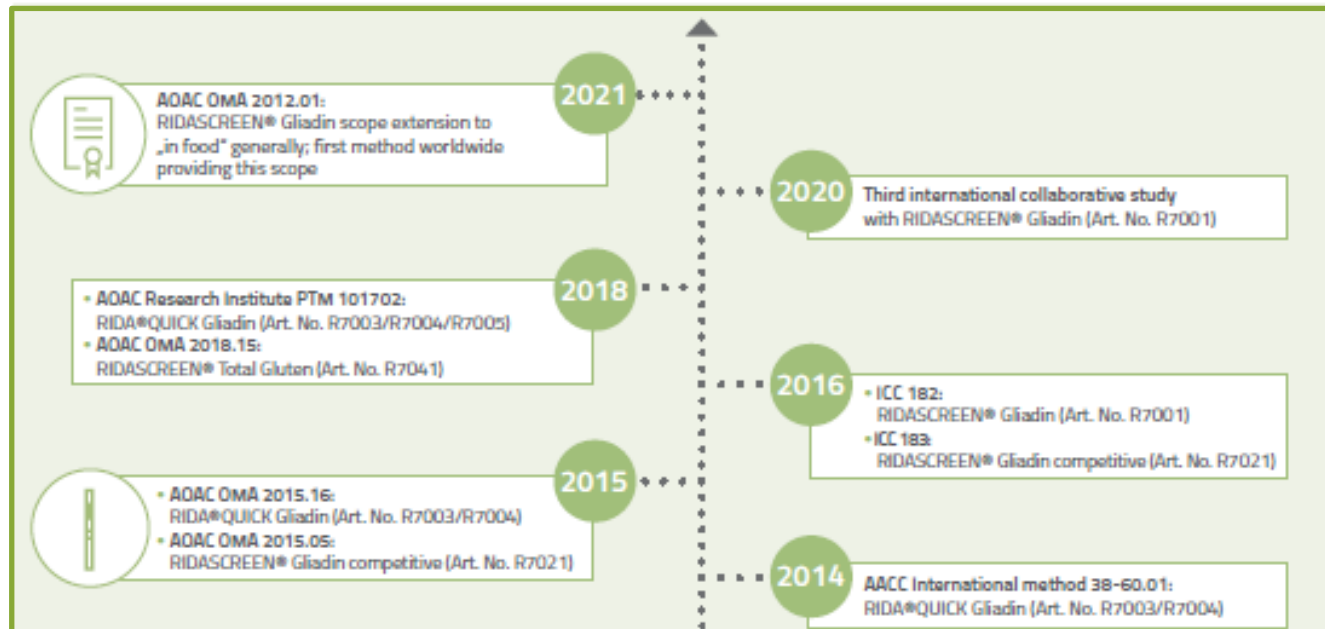 2021
AOAC OMA 2012.01:
RIDASCREEN® Gliadin scope extension to
„in food“ generally; first method worldwide
providing this scope
2020
Third international collaborative study
with RIDASCREEN® Gliadin (Art. No. R7001)
2018
• AOAC Research Institute PTM 101702:
RIDA®QUICK Gliadin (Art. No. R7003/R7004/R7005)
• AOAC OMA 2018.15:
RIDASCREEN® Total Gluten (Art. No. R7041)
2016
• ICC 182:
RIDASCREEN® Gliadin (Art. No. R7001)
• ICC 183:
RIDASCREEN® Gliadin competitive (Art. No. R7021)
2015
• AOAC OMA 2015.16:
RIDA®QUICK Gliadin (Art. No. R7003/R7004)
• AOAC OMA 2015.05:
RIDASCREEN® Gliadin competitive (Art. No. R7021)
2014
AACC International method 38-60.01:
RIDA®QUICK Gliadin (Art. No. R7003/R7004)